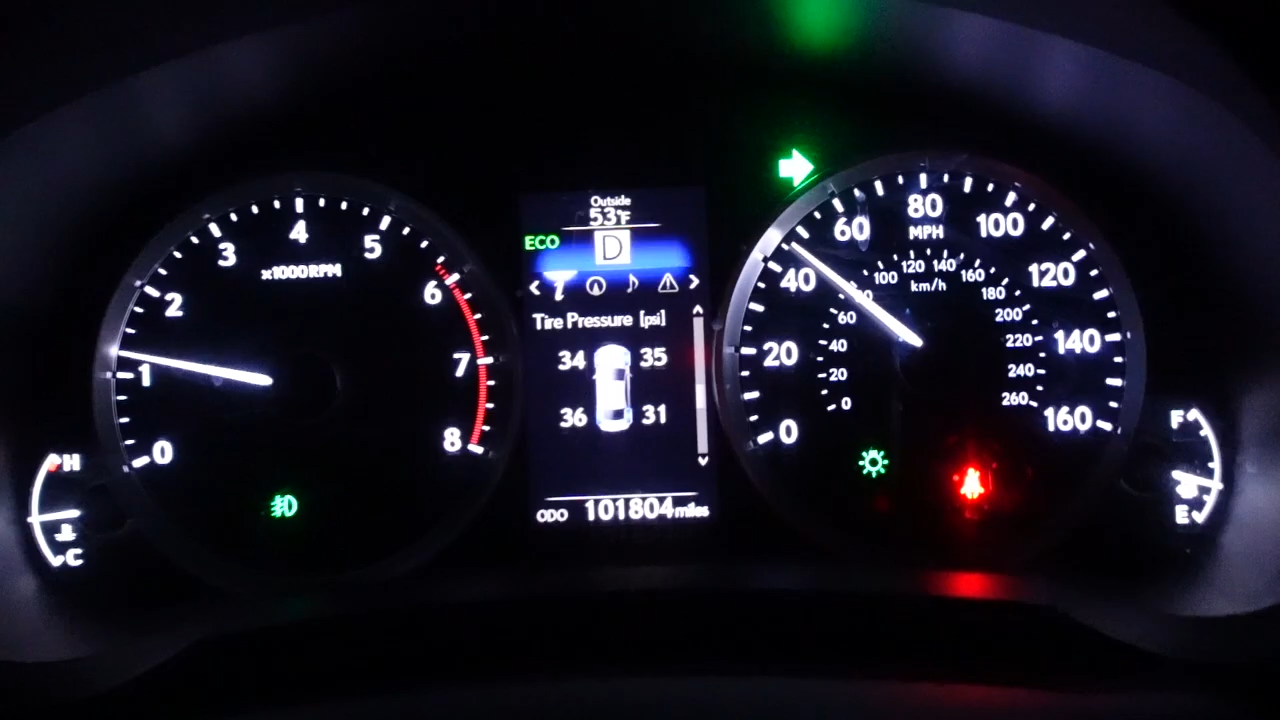 0
1
2
3
4
5
6
7
8
x1000RPM
H
C
Outside
53°F
ECO
D
Tire Pressure [psi]
34 35
36 31
ODO 101804 miles
0
20
40
60
80
100
120
140
160
MPH
0
20
40
60
80
100
120
140
160
180
200
220
240
260
km/h
F
E